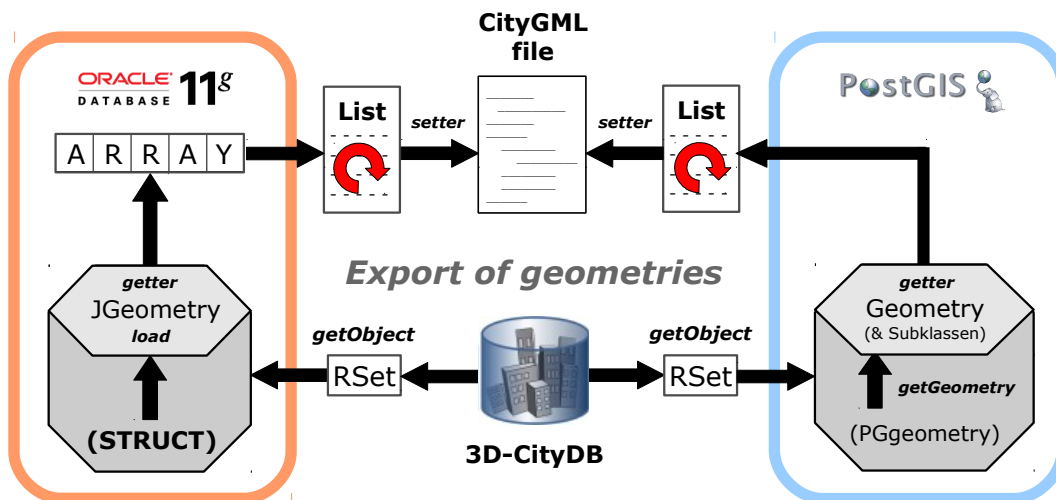 CityGML
file
ORACLE®
DATABASE 11g
PostGIS
List
setter
setter
List
A R R A Y
Export of geometries
getter
JGeometry
load
getter
Geometry
(& Subklassen)
getObject
getObject
RSet
RSet
getGeometry
(STRUCT)
(PGgeometry)
3D-CityDB